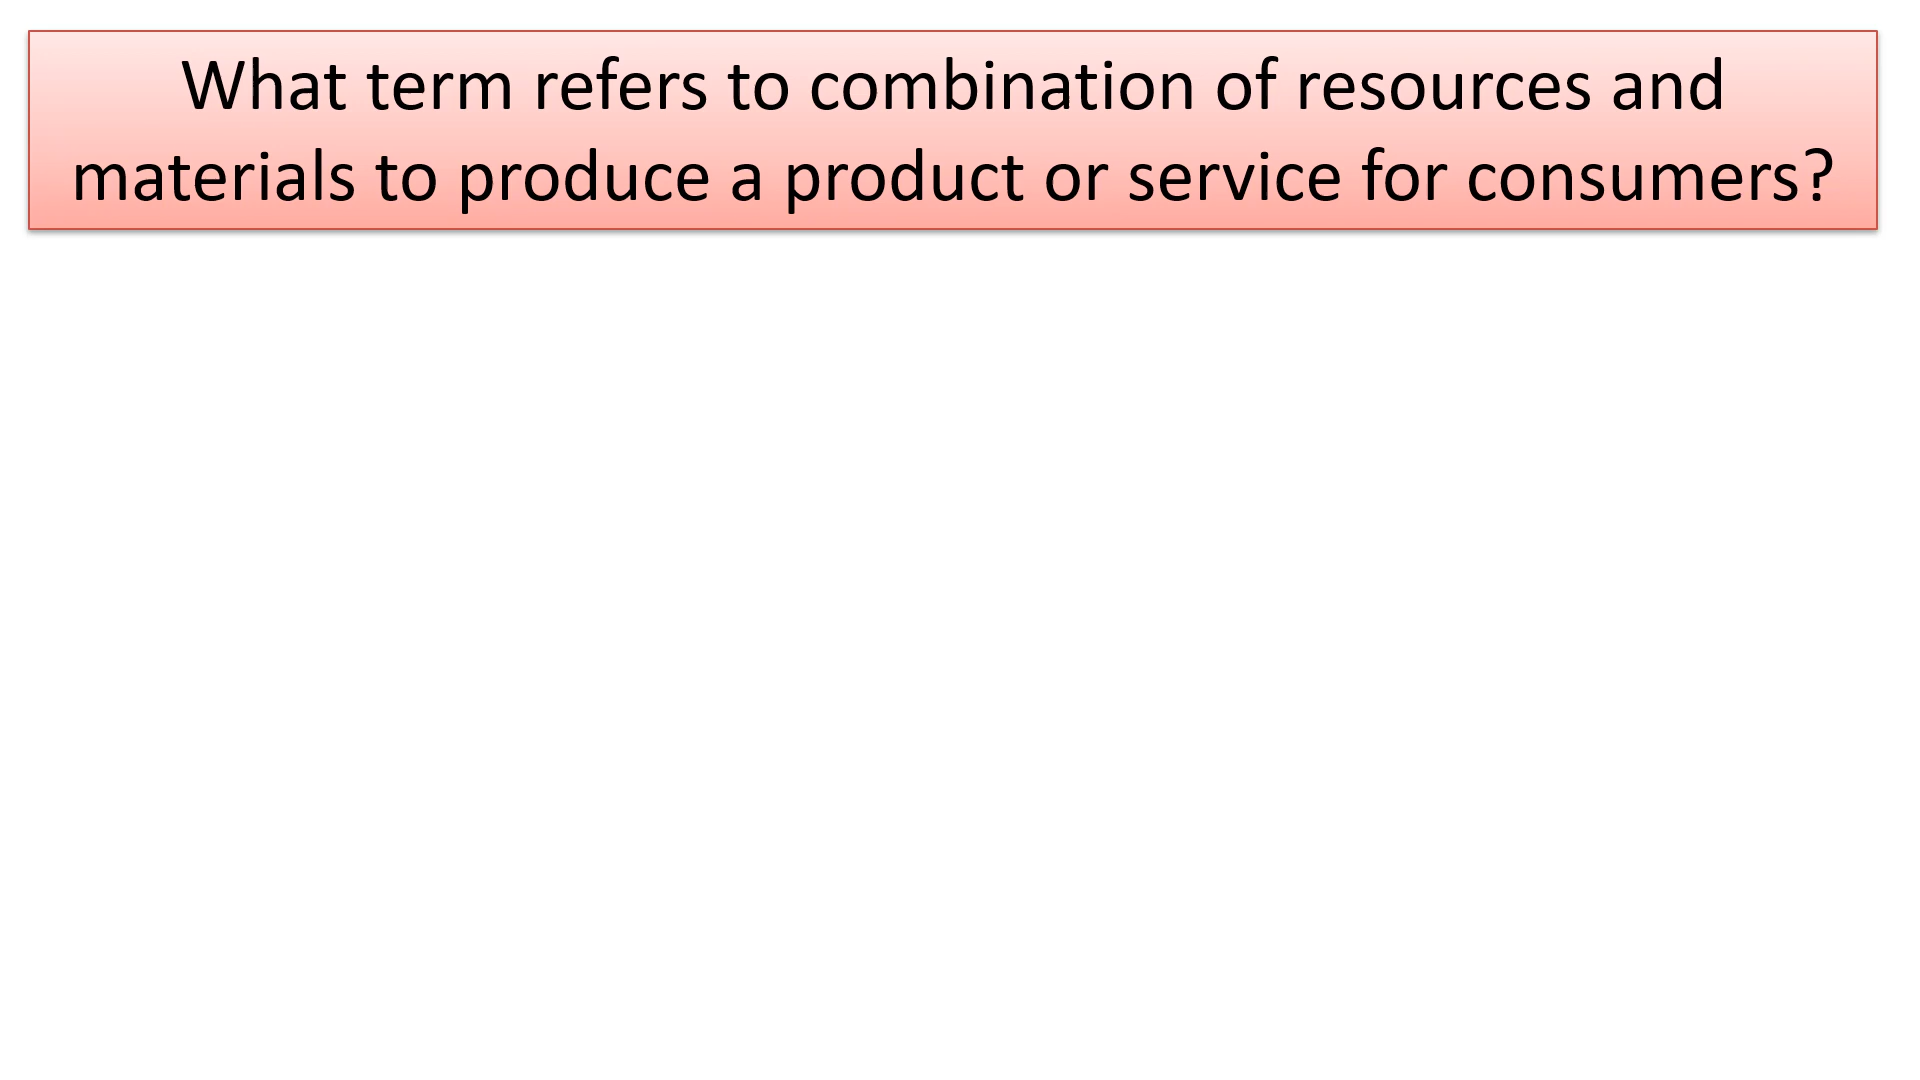 What term refers to combination of resources and
materials to produce a product or service for consumers?